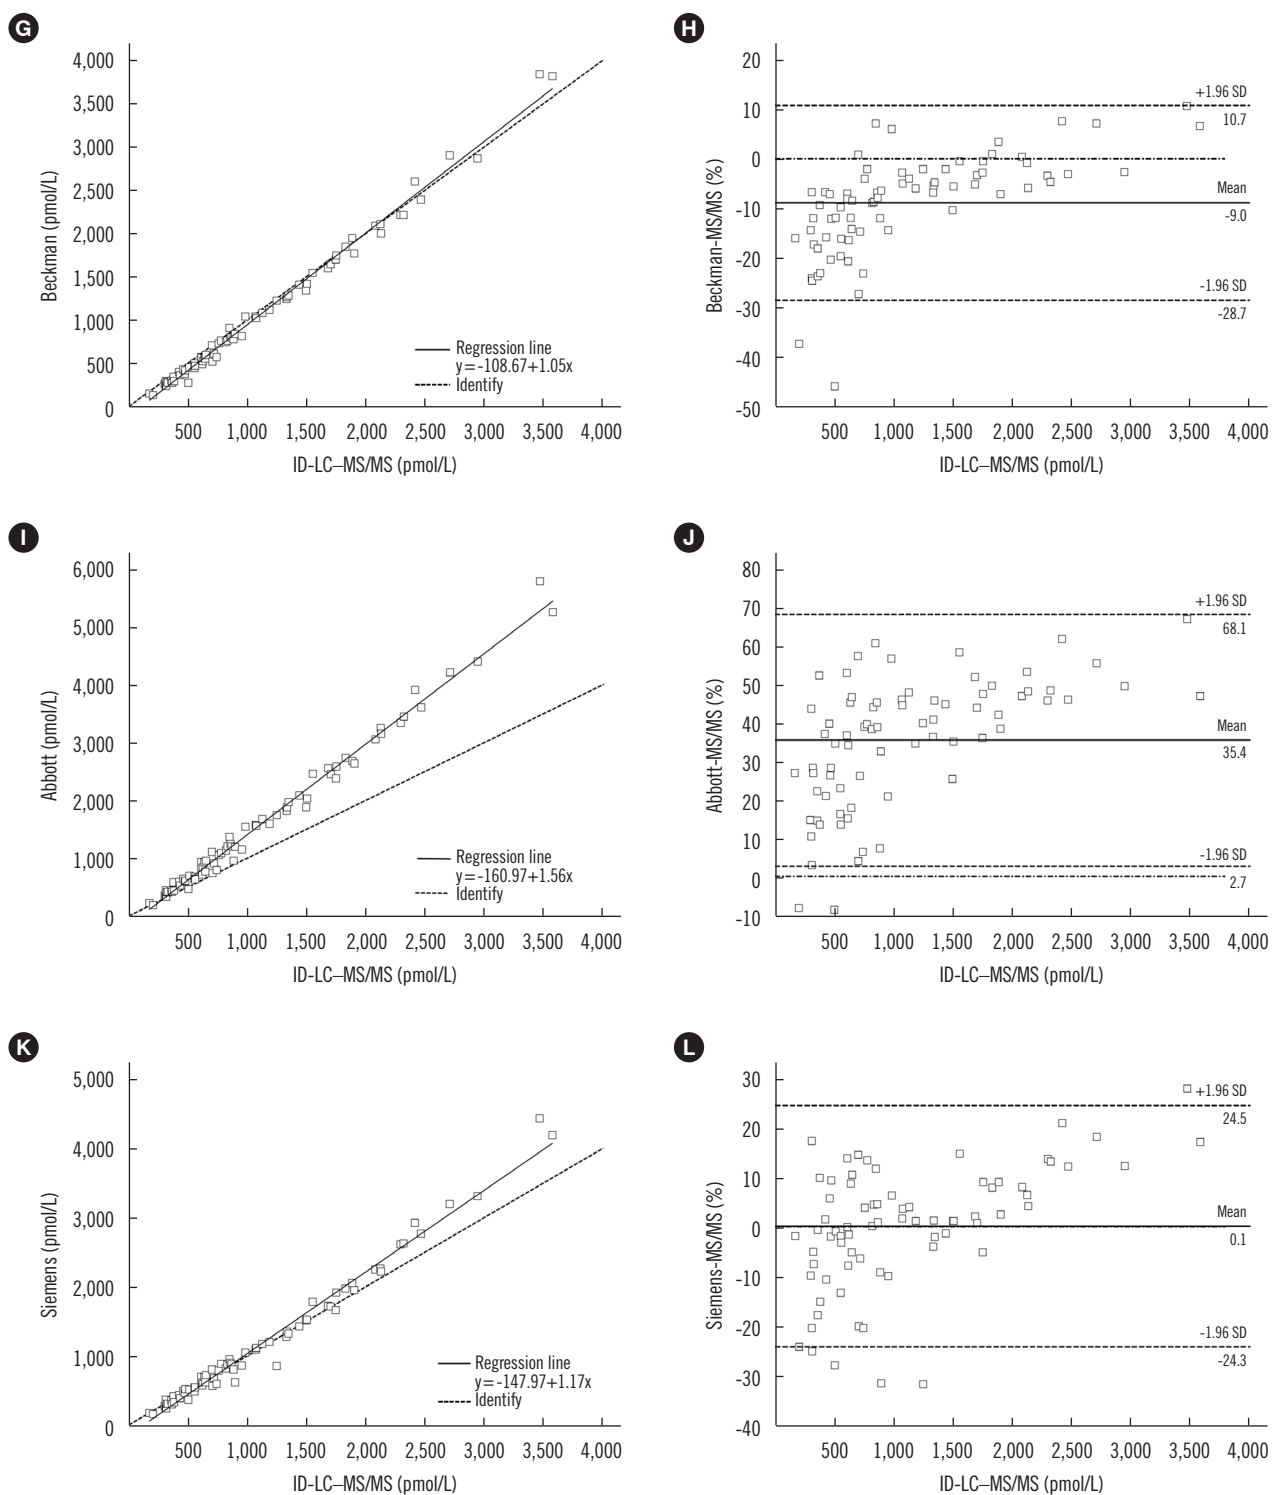 G
Beckman (pmol/L)
4,000
3,500
3,000
2,500
2,000
1,500
1,000
500
0
Regression line
y=-108.67+1.05x
Identify
500 1,000 1,500 2,000 2,500 3,000 3,500 4,000
ID-LC–MS/MS (pmol/L)
H
Beckman-MS/MS (%)
20
10
0
-10
-20
-30
-40
-50
+1.96 SD
10.7
Mean
-9.0
-1.96 SD
-28.7
500 1,000 1,500 2,000 2,500 3,000 3,500 4,000
ID-LC–MS/MS (pmol/L)
I
Abbott (pmol/L)
6,000
5,000
4,000
3,000
2,000
1,000
0
Regression line
y=-160.97+1.56x
Identify
500 1,000 1,500 2,000 2,500 3,000 3,500 4,000
ID-LC–MS/MS (pmol/L)
J
Abbott-MS/MS (%)
80
70
60
50
40
30
20
10
0
-10
+1.96 SD
68.1
Mean
35.4
-1.96 SD
2.7
500 1,000 1,500 2,000 2,500 3,000 3,500 4,000
ID-LC–MS/MS (pmol/L)
K
Siemens (pmol/L)
5,000
4,000
3,000
2,000
1,000
0
Regression line
y=-147.97+1.17x
Identify
500 1,000 1,500 2,000 2,500 3,000 3,500 4,000
ID-LC–MS/MS (pmol/L)
L
Siemens-MS/MS (%)
30
20
10
0
-10
-20
-30
-40
+1.96 SD
24.5
Mean
0.1
-1.96 SD
-24.3
500 1,000 1,500 2,000 2,500 3,000 3,500 4,000
ID-LC–MS/MS (pmol/L)